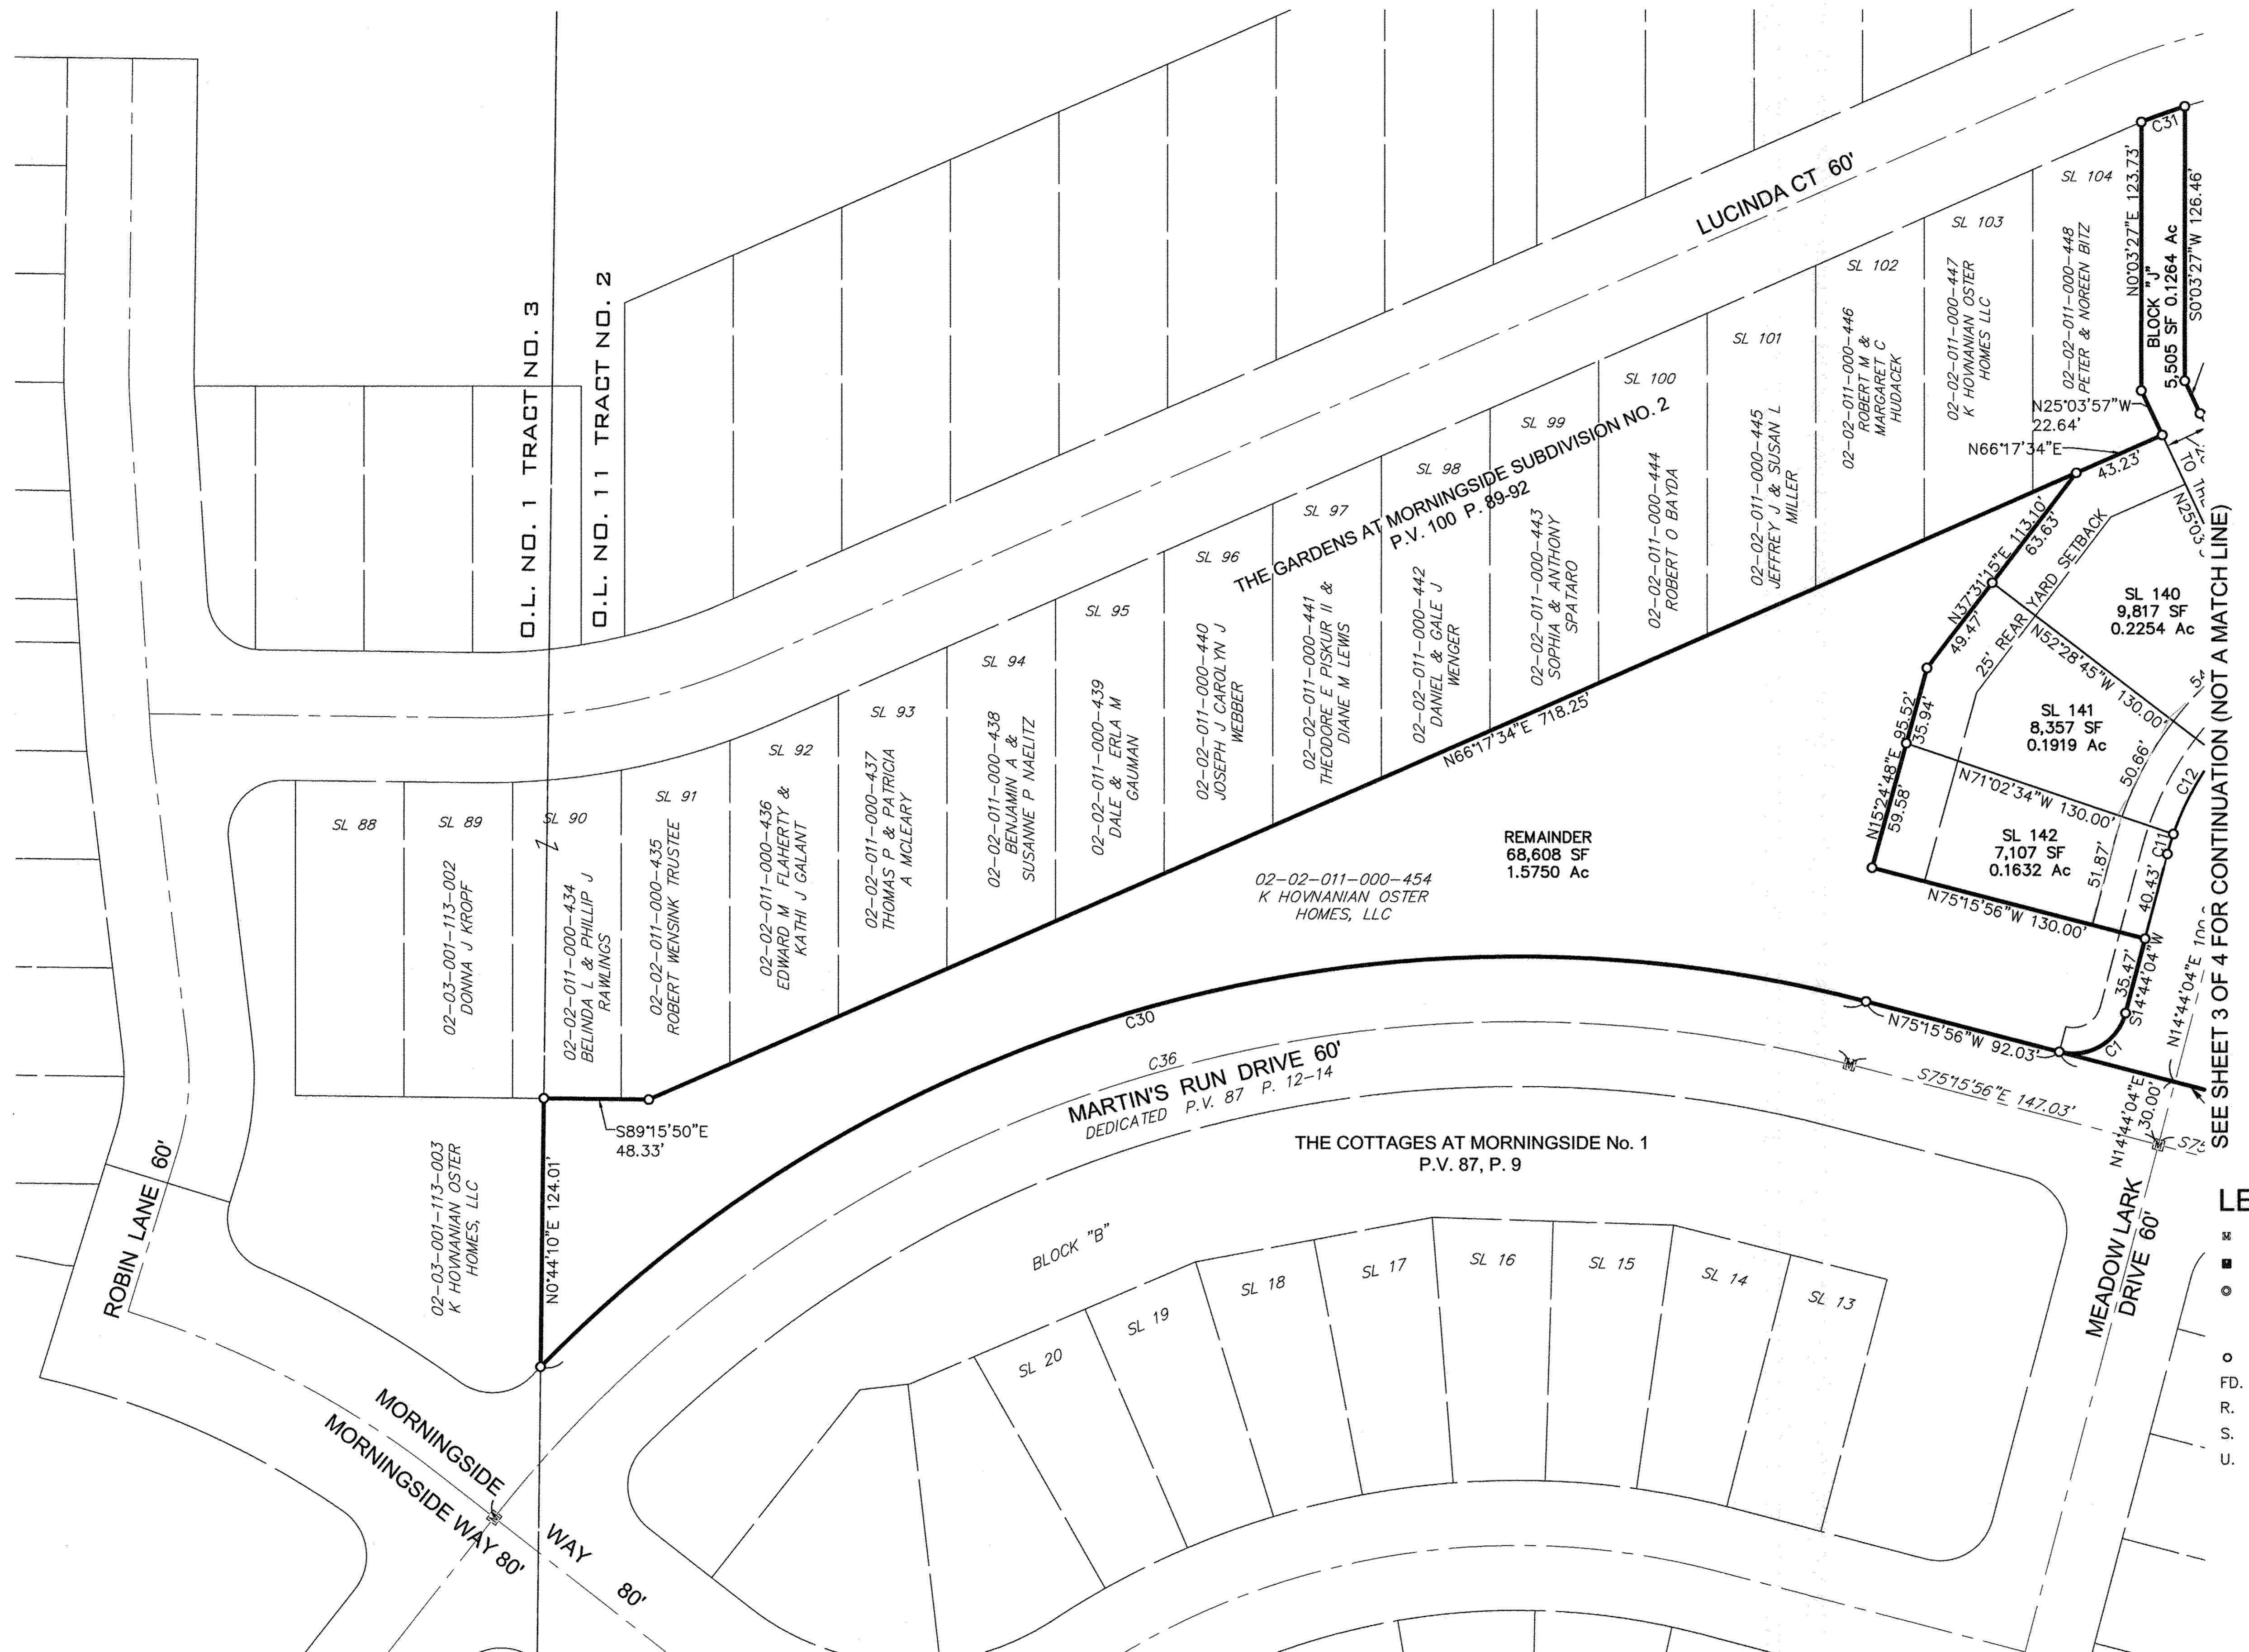 LUCINDA CT 60'
C31
N0°03'27"E 123.73'
BLOCK "J"
5,505 SF 0.1264 Ac
S0°03'27"W 126.46'
SL 104
02-02-011-000-448
PETER & NOREEN BITZ
SL 103
02-02-011-000-447
K HOVNANIAN OSTER
HOMES LLC
SL 102
02-02-011-000-446
ROBERT M &
MARGARET C
HUDACEK
SL 101
02-02-011-000-445
JEFFREY J & SUSAN L
MILLER
SL 100
02-02-011-000-444
ROBERT O BAYDA
SL 99
02-02-011-000-443
SOPHIA & ANTHONY
SPATARO
SL 98
02-02-011-000-442
DANIEL & GALE J
WENGER
SL 97
02-02-011-000-441
THEODORE E PISKUR II &
DIANE M LEWIS
SL 96
02-02-011-000-440
JOSEPH J CAROLYN J
WEBBER
SL 95
02-02-011-000-439
DALE & ERLA M
GAUMAN
SL 94
02-02-011-000-438
BENJAMIN A &
SUSANNE P NAELITZ
SL 93
02-02-011-000-437
THOMAS P & PATRICIA
A MCLEARY
SL 92
02-02-011-000-436
EDWARD M FLAHERTY &
KATHI J GALANT
SL 91
02-02-011-000-435
ROBERT WENSINK TRUSTEE
SL 90
02-02-011-000-434
BELINDA L & PHILLIP J
RAWLINGS
SL 89
02-03-001-113-002
DONNA J KROPF
SL 88
O.L. NO. 1 TRACT NO. 3
O.L. NO. 11 TRACT NO. 2
THE GARDENS AT MORNINGSIDE SUBDIVISION NO. 2
P.V. 100 P. 89-92
N25°03'57"W
22.64'
N66°17'34"E
43.23'
TO
N25°03
N37°31'15"E 113.10'
63.63'
49.47'
25' REAR YARD SETBACK
SL 140
9,817 SF
0.2254 Ac
N52°28'45"W 130.00'
SL 141
8,357 SF
0.1919 Ac
50.66'
N15°24'48"E 95.52'
35.94'
59.58'
N71°02'34"W 130.00'
C12
C11
SL 142
7,107 SF
0.1632 Ac
51.87'
40.43'
N75°15'56"W 130.00'
35.47'
S14°44'04"W
C1
N14°44'04"E 100
N66°17'34"E 718.25'
REMAINDER
68,608 SF
1.5750 Ac
02-02-011-000-454
K HOVNANIAN OSTER
HOMES, LLC
C30
C36
N75°15'56"W 92.03'
S75°15'56"E 147.03'
N14°44'04"E
30.00'
S75
MARTIN'S RUN DRIVE 60'
DEDICATED P.V. 87 P. 12-14
THE COTTAGES AT MORNINGSIDE No. 1
P.V. 87, P. 9
S89°15'50"E
48.33'
N0°44'10"E 124.01'
02-03-001-113-003
K HOVNANIAN OSTER
HOMES, LLC
ROBIN LANE 60'
MORNINGSIDE
WAY
80'
MORNINGSIDE WAY 80'
BLOCK "B"
SL 20
SL 19
SL 18
SL 17
SL 16
SL 15
SL 14
SL 13
MEADOW LARK
DRIVE 60'
SEE SHEET 3 OF 4 FOR CONTINUATION (NOT A MATCH LINE)
LE
FD.
R.
S.
U.